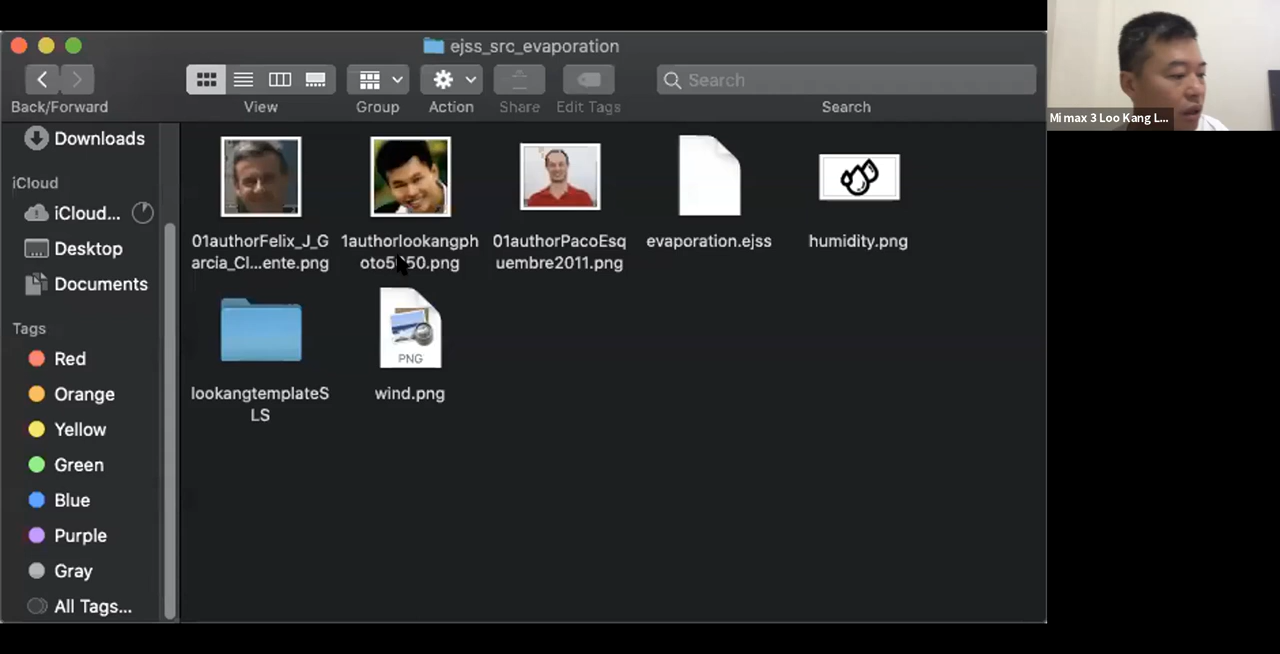 ejss_src_evaporation
Search
Back/Forward
View
Group
Action
Share
Edit Tags
Search
Mi max 3 Loo Kang L...
Downloads
iCloud
iCloud...
Desktop
Documents
Tags
Red
Orange
Yellow
Green
Blue
Purple
Gray
All Tags...
01authorFelix_J_G
arcia_Cl...ente.png
1authorlookangph
oto5050.png
01authorPacoEsq
uembre2011.png
evaporation.ejss
humidity.png
lookangtemplateS
LS
PNG
wind.png